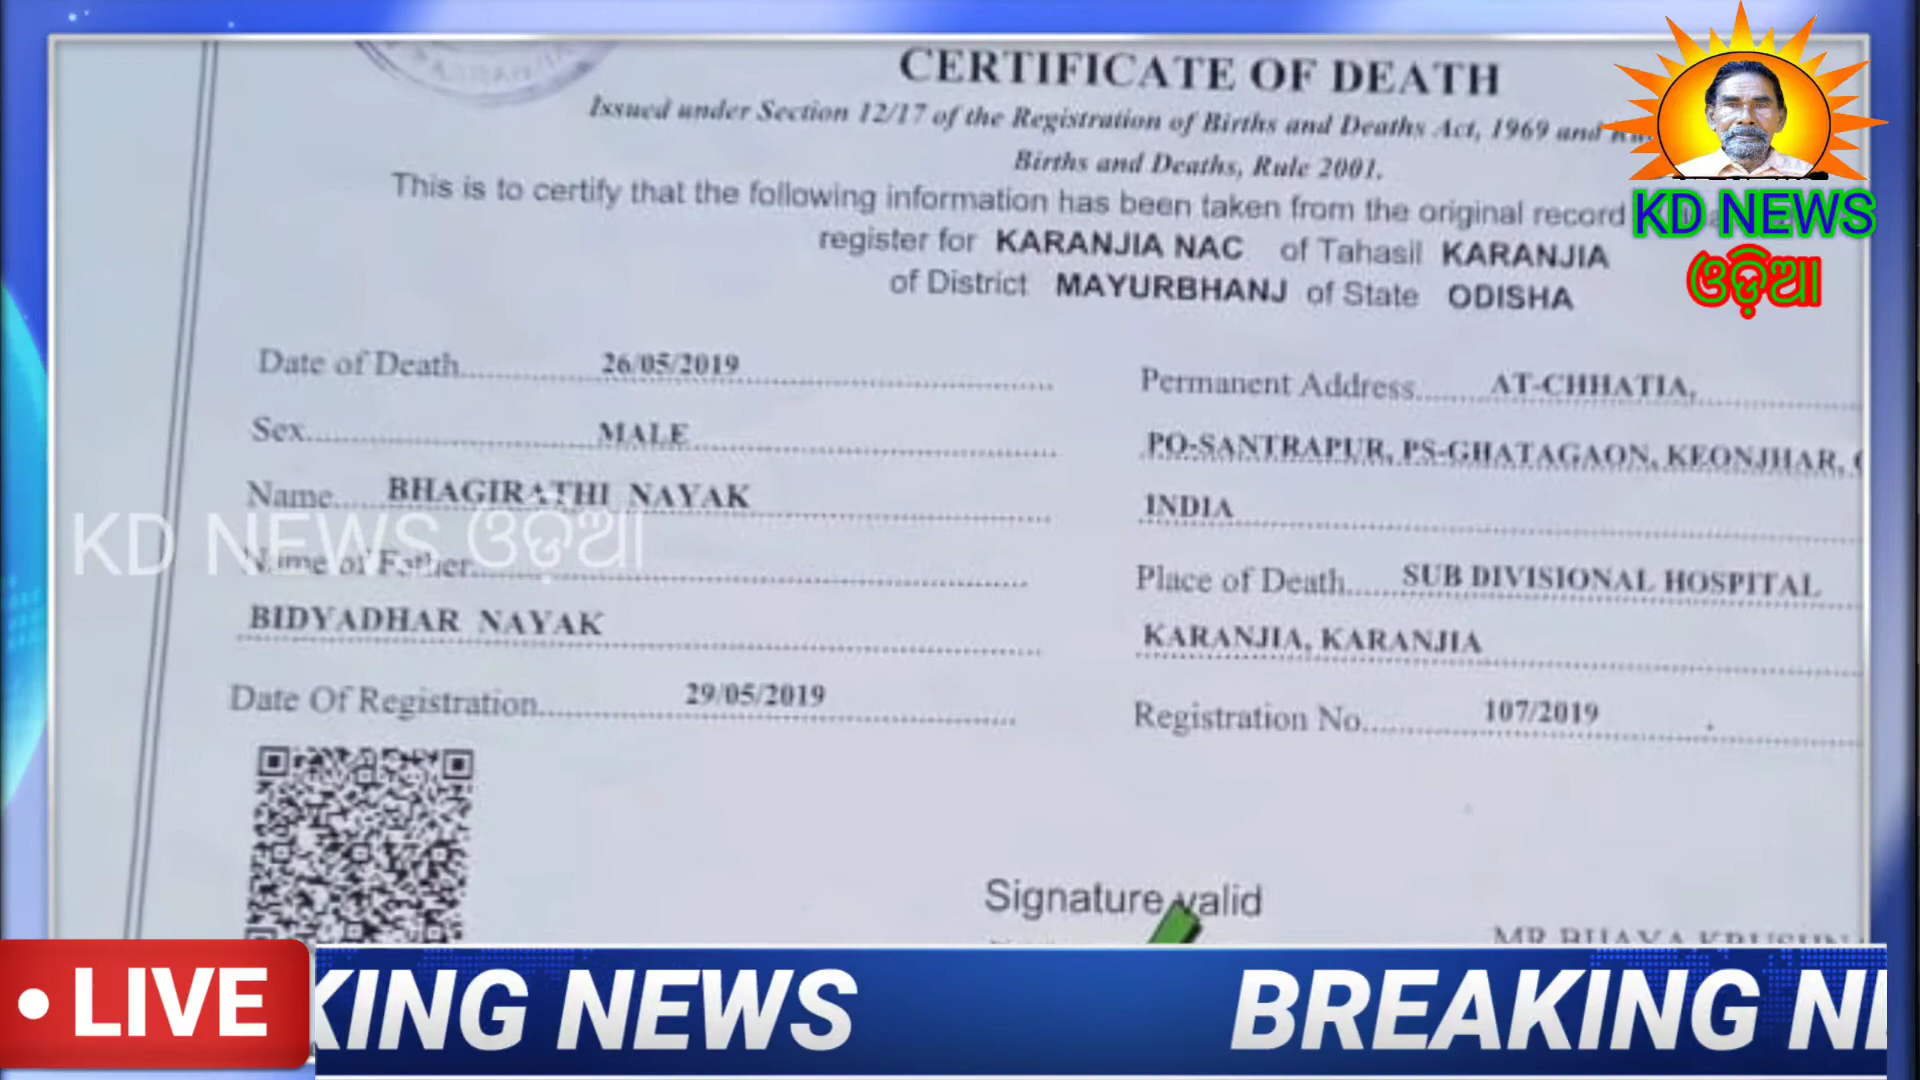 CERTIFICATE OF DEATH
Issued under Section 12/17 of the Registration of Births and Deaths Act, 1969 and
Births and Deaths, Rule 2001.
This is to certify that the following information has been taken from the original record
register for KARANJIA NAC of Tahasil KARANJIA
of District MAYURBHANJ of State ODISHA
KD NEWS
ଓଡ଼ିଆ
Date of Death 26/05/2019
Sex MALE
Name BHAGIRATHI NAYAK
Name of Father
BIDYADHAR NAYAK
Date Of Registration 29/05/2019
Permanent Address AT-CHHATIA,
PO-SANTRAPUR, PS-GHATAGAON, KEONJHAR,
INDIA
Place of Death SUB DIVISIONAL HOSPITAL
KARANJIA, KARANJIA
Registration No. 107/2019
KD NEWS ଓଡ଼ିଆ
Signature valid
LIVE
KING NEWS BREAKING NE